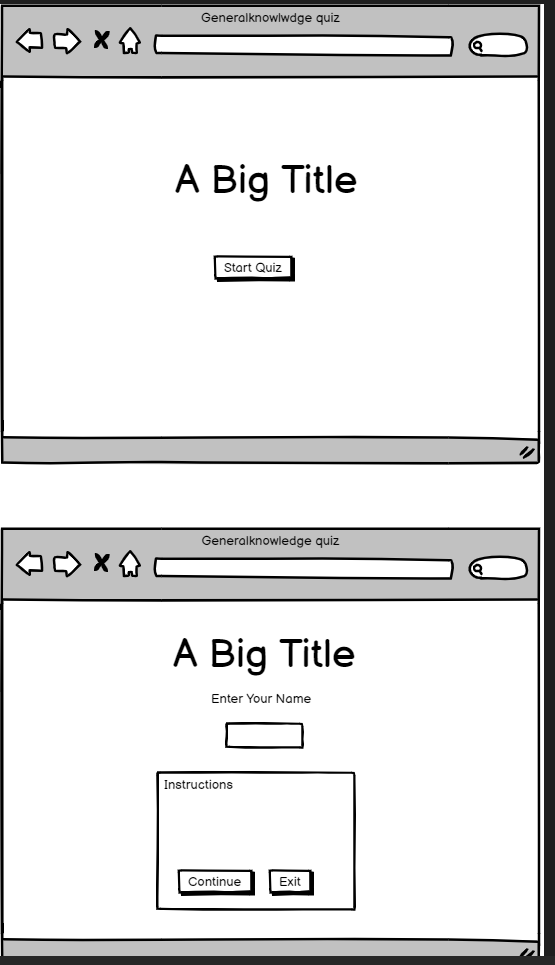 Generalknowlwdge quiz
A Big Title
Start Quiz
Generalknowledge quiz
A Big Title
Enter Your Name
Instructions
Continue Exit